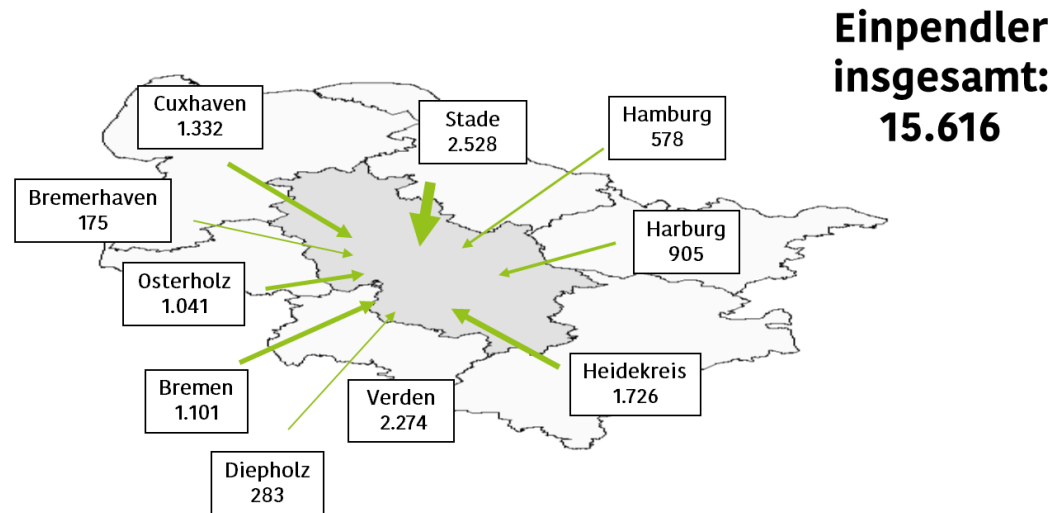 Einpendler
insgesamt:
15.616
Cuxhaven
1.332
Stade
2.528
Hamburg
578
Bremerhaven
175
Harburg
905
Osterholz
1.041
Bremen
1.101
Verden
2.274
Heidekreis
1.726
Diepholz
283